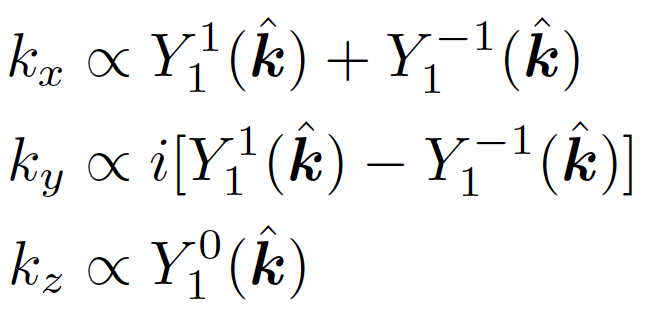 k_x ∝ Y_1^1(k̂) + Y_1^{-1}(k̂)
k_y ∝ i[Y_1^1(k̂) − Y_1^{-1}(k̂)]
k_z ∝ Y_1^0(k̂)